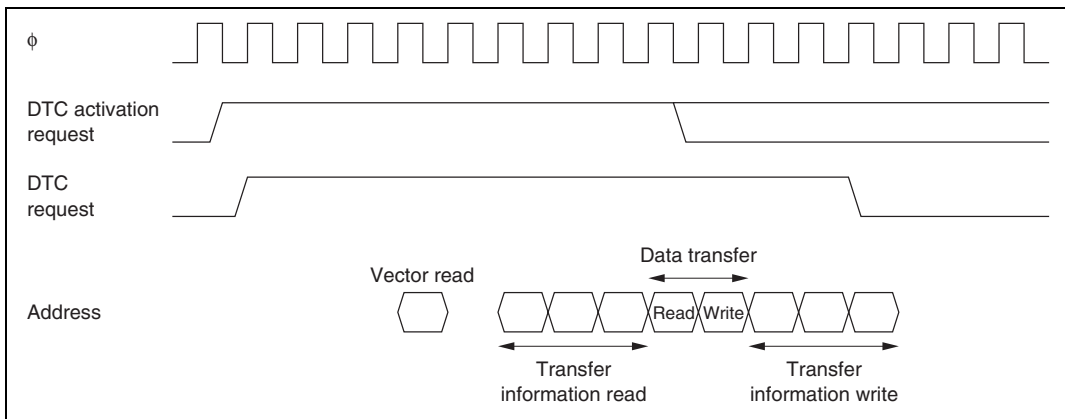 ϕ
DTC activation
request
DTC
request
Data transfer
Vector read
Address
Read
Write
Transfer
information read
Transfer
information write